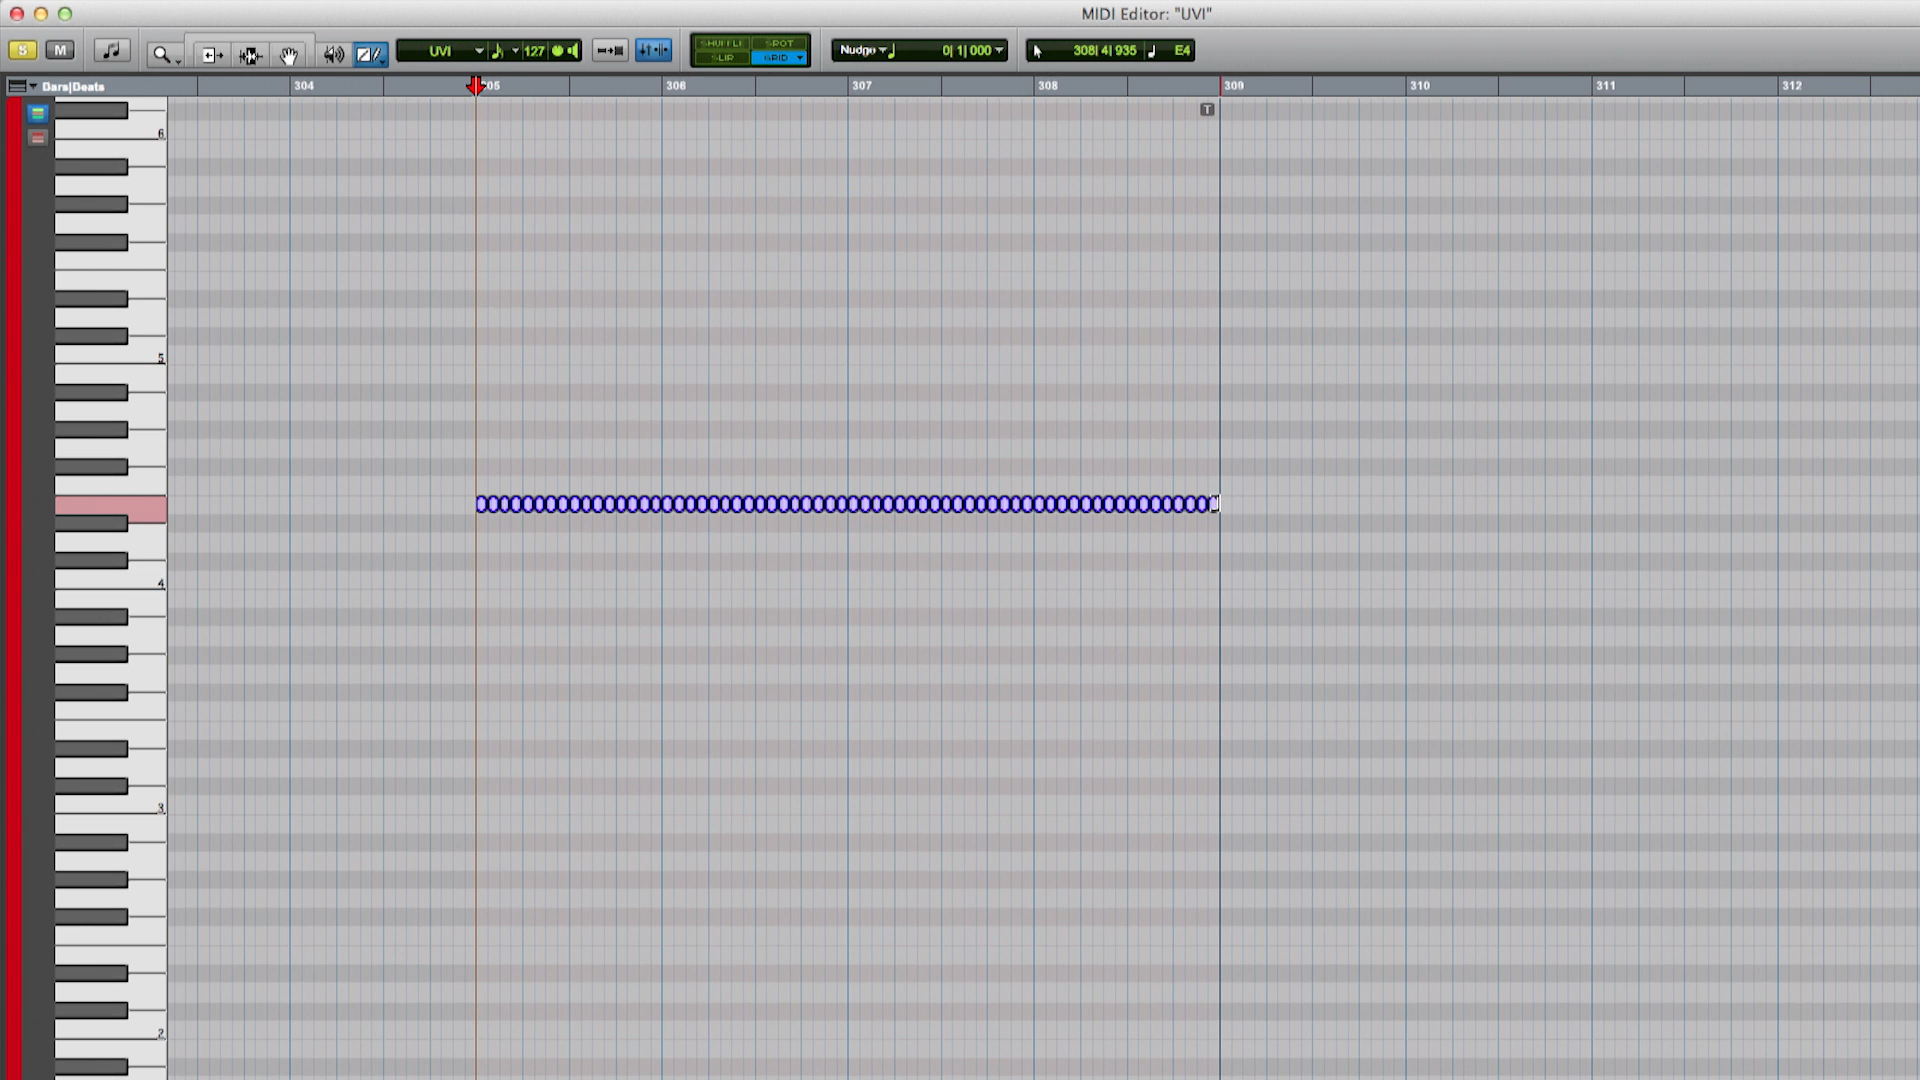 MIDI Editor: "UVI"
S M UVI 127 SHUFFLE SPOT Nudge 0| 1| 000 308| 4| 935 E4
SLIP GRID
Bars|Beats 304 05 306 307 308 309 310 311 312
T
6
5
4
3
2